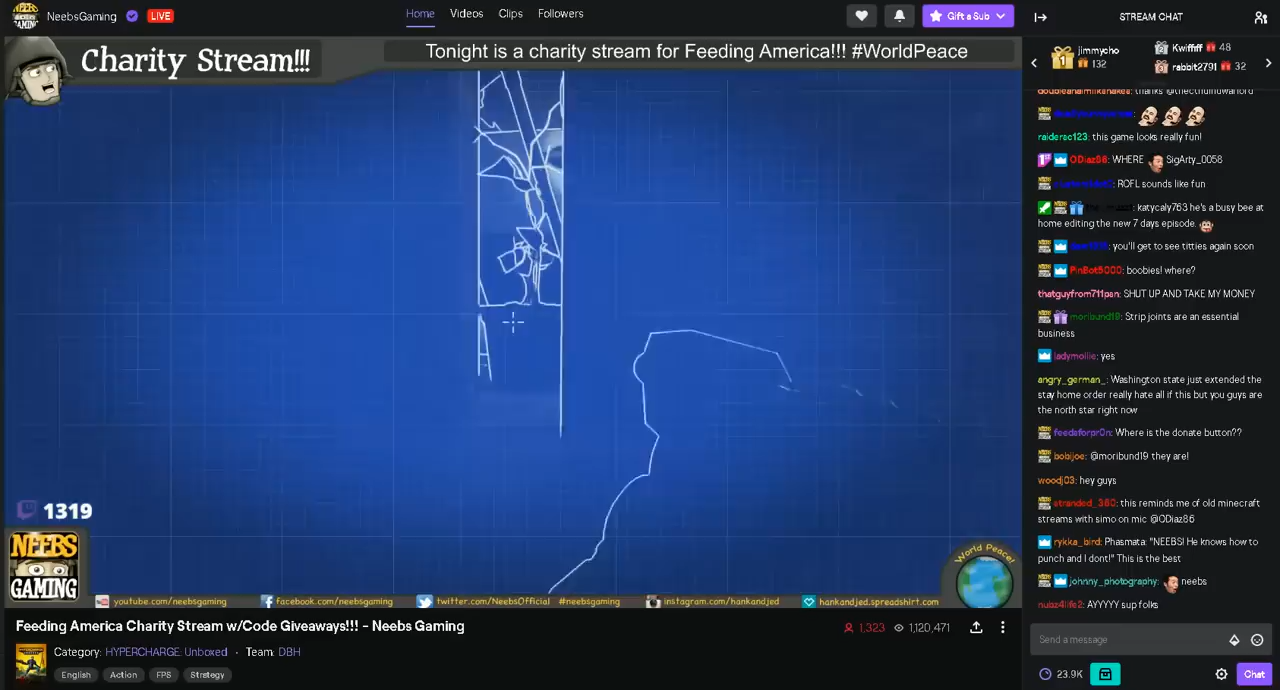 NeebsGaming LIVE
Home Videos Clips Followers
Gift a Sub
STREAM CHAT
Charity Stream!!!
Tonight is a charity stream for Feeding America!!! #WorldPeace
1 jimmycho 132
2 Kwiffiff 48
3 rabbit2791 32
raidersc123: this game looks really fun!
ODiaz86: WHERE SigArty_0058
ROFL sounds like fun
katycaly763 he's a busy bee at
home editing the new 7 days episode.
you'll get to see titties again soon
PinBot5000: boobies! where?
thatguyfrom711pan: SHUT UP AND TAKE MY MONEY
moribund19: Strip joints are an essential
business
ladymollie: yes
angry_german_: Washington state just extended the
stay home order really hate all if this but you guys are
the north star right now
feedsforpr0n: Where is the donate button??
bobijoe: @moribund19 they are!
woodj03: hey guys
stranded_360: this reminds me of old minecraft
streams with simo on mic @ODiaz86
rykka_bird: Phasmata: "NEEBS! He knows how to
punch and I dont!" This is the best
johnny_photography: neebs
nubz4life2: AYYYYY sup folks
1319
NEEBS
GAMING
World Peace!
youtube.com/neebsgaming
facebook.com/neebsgaming
twitter.com/NeebsOfficial #neebsgaming
instagram.com/hankandjed
hankandjed.spreadshirt.com
Feeding America Charity Stream w/Code Giveaways!!! - Neebs Gaming
1,323 1,120,471
Category: HYPERCHARGE: Unboxed · Team: DBH
English Action FPS Strategy
Send a message
23.9K
Chat